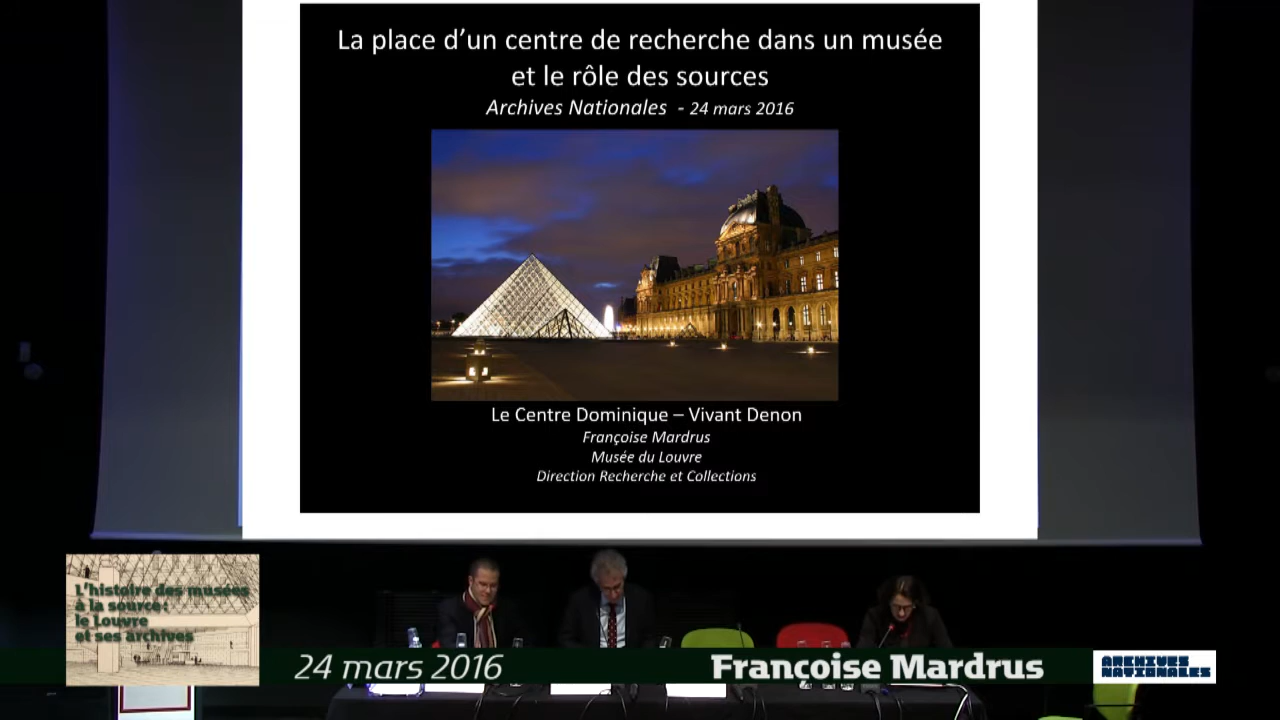 La place d'un centre de recherche dans un musée
et le rôle des sources
Archives Nationales - 24 mars 2016
Le Centre Dominique – Vivant Denon
Françoise Mardrus
Musée du Louvre
Direction Recherche et Collections
L'histoire des musées
à la source :
le Louvre
et ses archives
24 mars 2016
Françoise Mardrus
ARCHIVES
NATIONALES